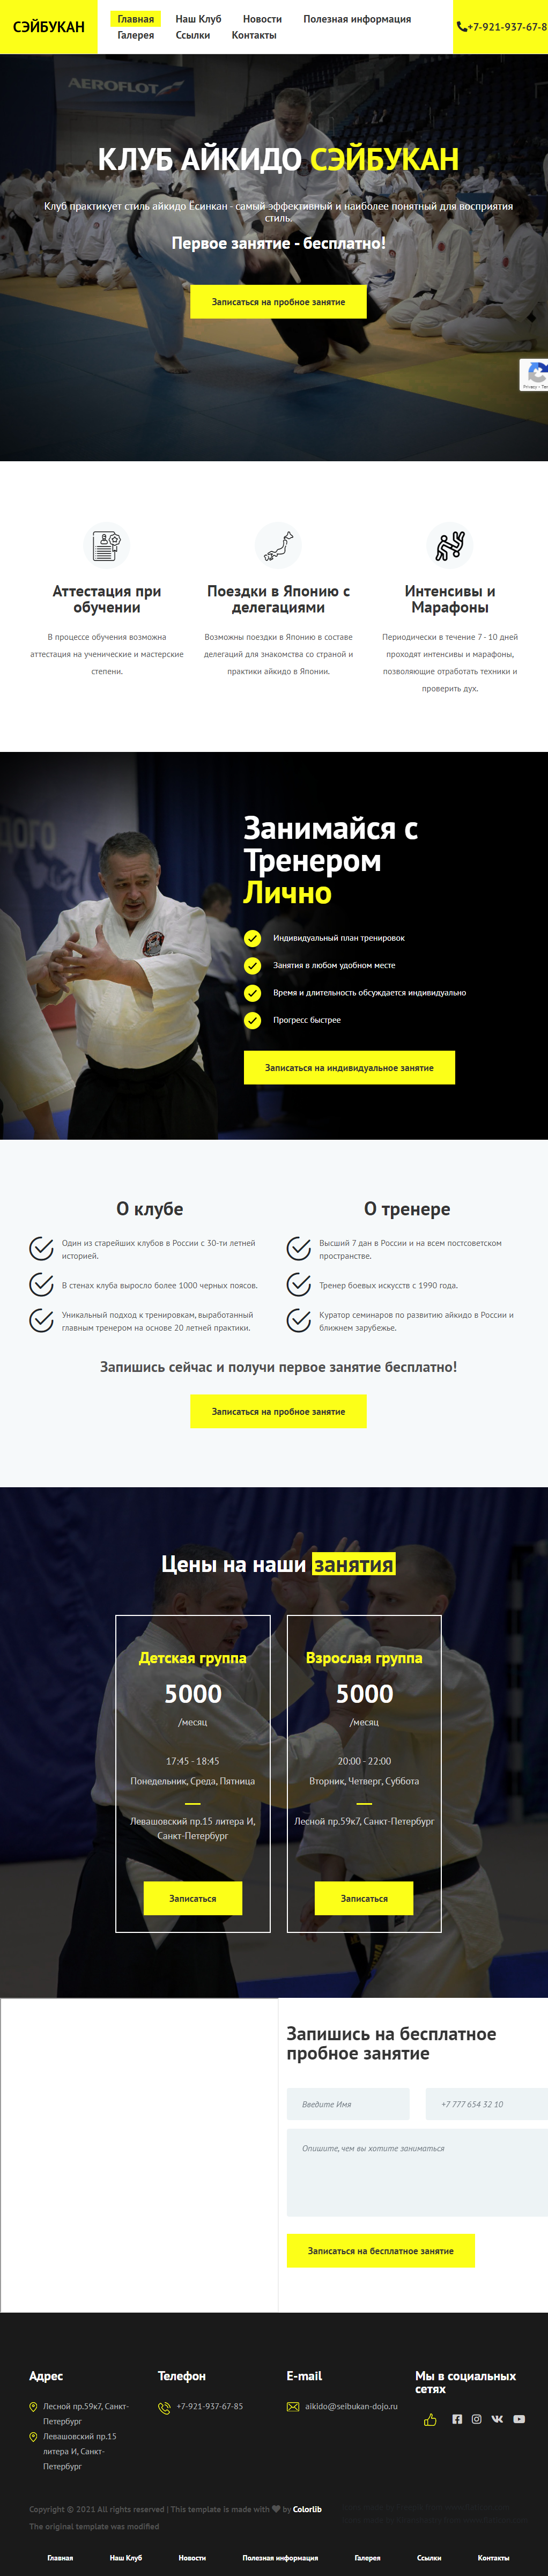 СЭЙБУКАН
Главная Наш Клуб Новости Полезная информация
Галерея Ссылки Контакты
+7-921-937-67-8
AEROFLOT
КЛУБ АЙКИДО СЭЙБУКАН
Клуб практикует стиль айкидо Ёсинкан - самый эффективный и наиболее понятный для восприятия
стиль.
Первое занятие - бесплатно!
Записаться на пробное занятие
Privacy - Ter
Аттестация при
обучении
В процессе обучения возможна
аттестация на ученические и мастерские
степени.
Поездки в Японию с
делегациями
Возможны поездки в Японию в составе
делегаций для знакомства со страной и
практики айкидо в Японии.
Интенсивы и
Марафоны
Периодически в течение 7 - 10 дней
проходят интенсивы и марафоны,
позволяющие отработать техники и
проверить дух.
Занимайся с
Тренером
Лично
Индивидуальный план тренировок
Занятия в любом удобном месте
Время и длительность обсуждается индивидуально
Прогресс быстрее
Записаться на индивидуальное занятие
О клубе
Один из старейших клубов в России с 30-ти летней
историей.
В стенах клуба выросло более 1000 черных поясов.
Уникальный подход к тренировкам, выработанный
главным тренером на основе 20 летней практики.
О тренере
Высший 7 дан в России и на всем постсоветском
пространстве.
Тренер боевых искусств с 1990 года.
Куратор семинаров по развитию айкидо в России и
ближнем зарубежье.
Запишись сейчас и получи первое занятие бесплатно!
Записаться на пробное занятие
Цены на наши занятия
Детская группа
5000
/месяц
17:45 - 18:45
Понедельник, Среда, Пятница
Левашовский пр.15 литера И,
Санкт-Петербург
Записаться
Взрослая группа
5000
/месяц
20:00 - 22:00
Вторник, Четверг, Суббота
Лесной пр.59к7, Санкт-Петербург
Записаться
Запишись на бесплатное
пробное занятие
Введите Имя
+7 777 654 32 10
Опишите, чем вы хотите заниматься
Записаться на бесплатное занятие
Адрес
Лесной пр.59к7, Санкт-
Петербург
Левашовский пр.15
литера И, Санкт-
Петербург
Телефон
+7-921-937-67-85
E-mail
aikido@seibukan-dojo.ru
Мы в социальных
сетях
Copyright © 2021 All rights reserved | This template is made with by Colorlib
The original template was modified
Главная Наш Клуб Новости Полезная информация Галерея Ссылки Контакты